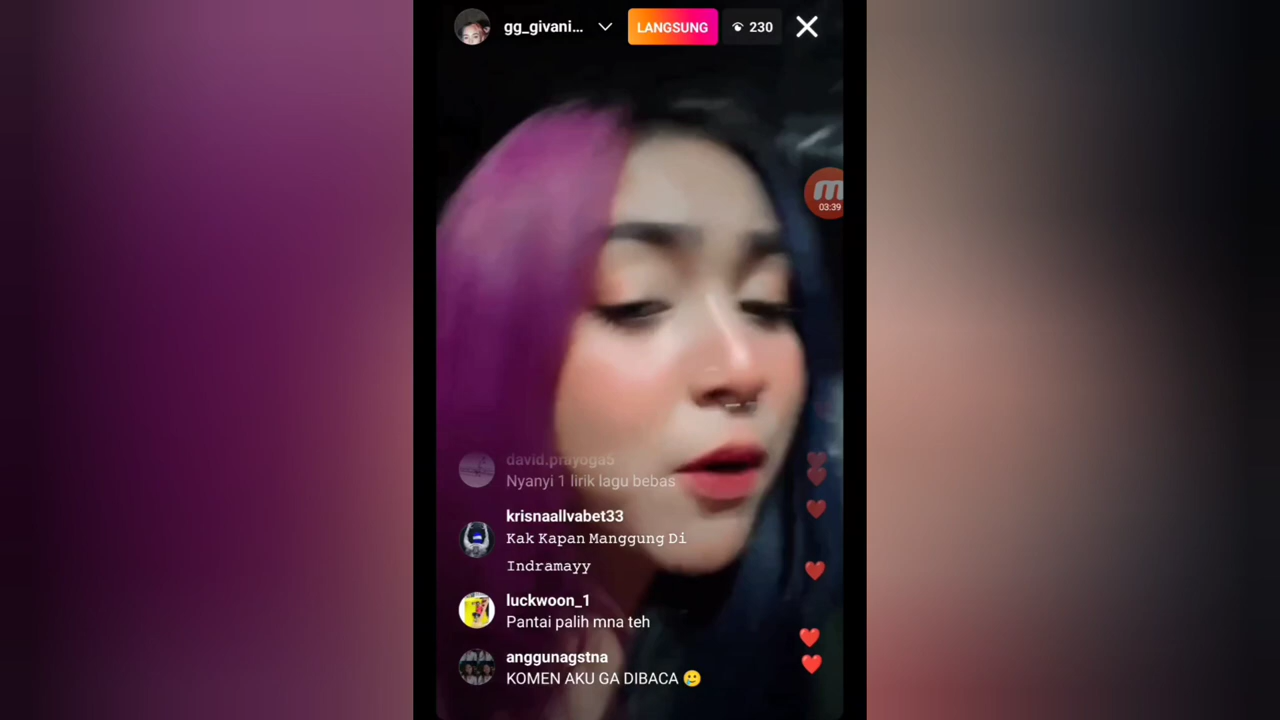 gg_givani...
LANGSUNG
230
03:39
david.prayoga5
Nyanyi 1 lirik lagu bebas
krisnaallvabet33
Kak Kapan Manggung Di
Indramayy
luckwoon_1
Pantai palih mna teh
anggunagstna
KOMEN AKU GA DIBACA 🥲